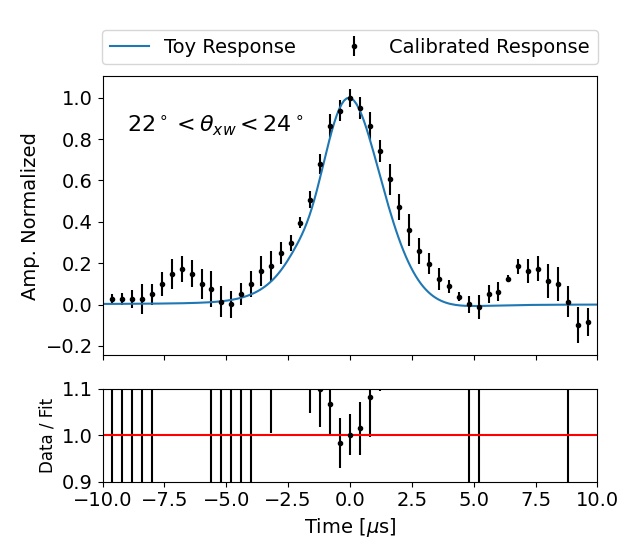 Toy Response Calibrated Response
22° < θxw < 24°
Amp. Normalized
1.0
0.8
0.6
0.4
0.2
0.0
−0.2
Data / Fit
1.1
1.0
0.9
−10.0 −7.5 −5.0 −2.5 0.0 2.5 5.0 7.5 10.0
Time [μs]